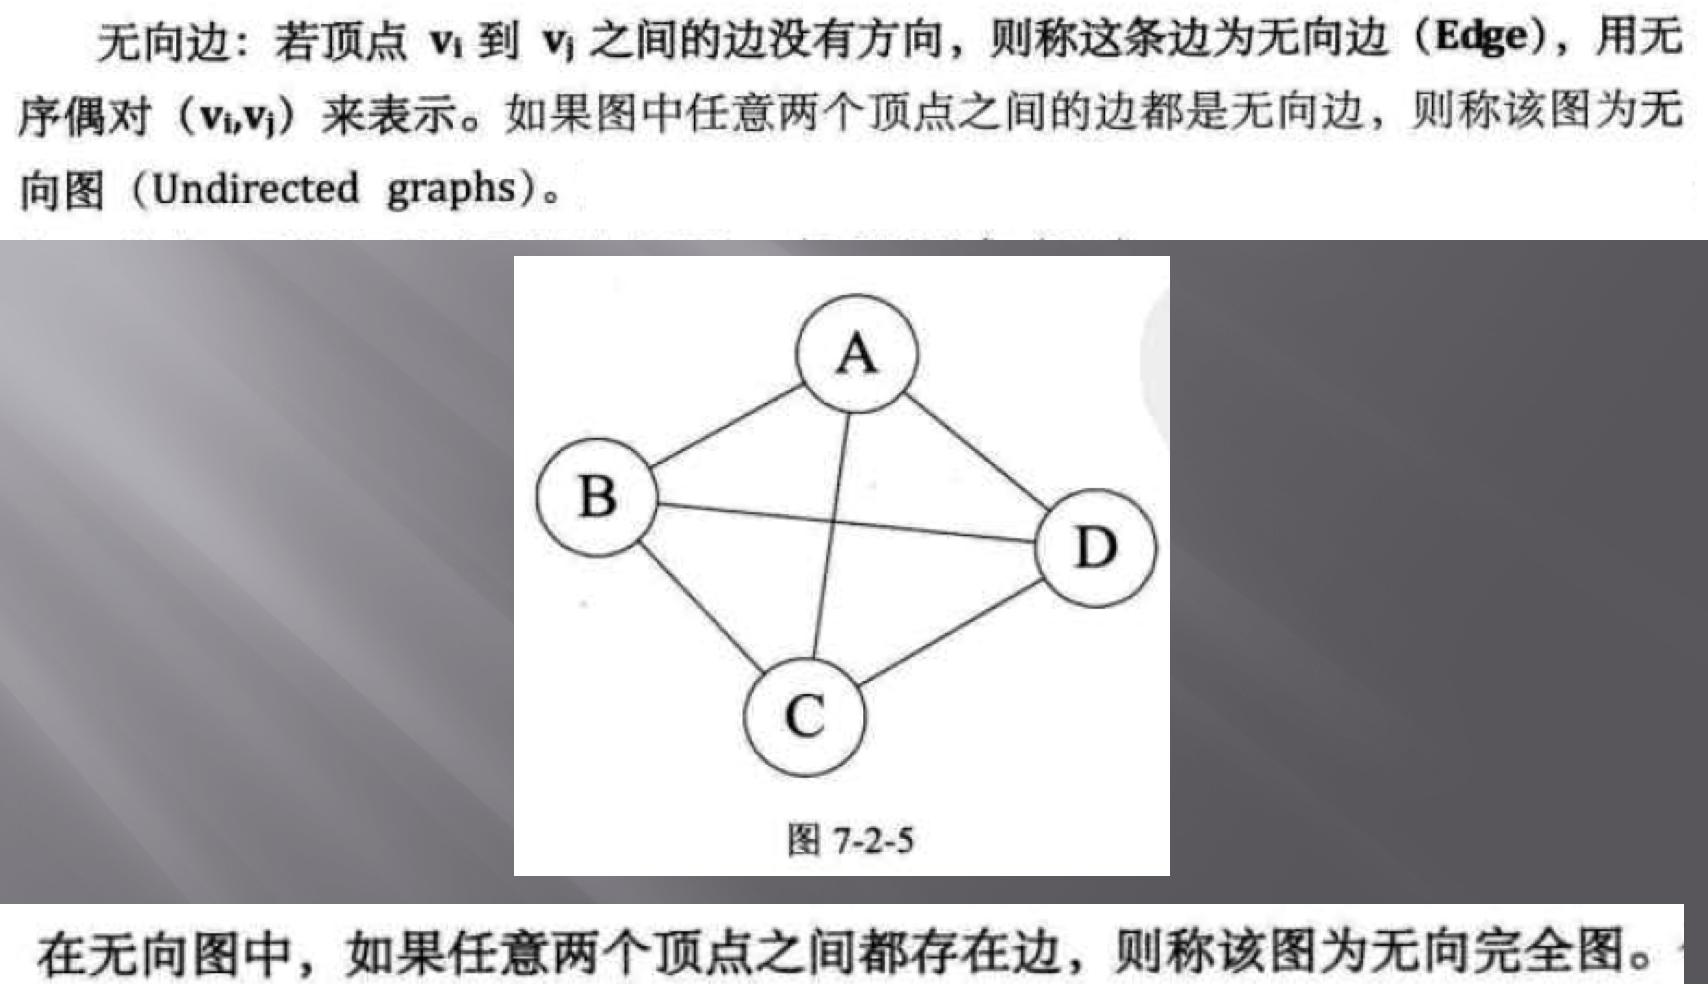 无向边：若顶点 vi 到 vj 之间的边没有方向，则称这条边为无向边（Edge），用无
序偶对（vi,vj）来表示。如果图中任意两个顶点之间的边都是无向边，则称该图为无
向图（Undirected graphs）。
A
B
D
C
图 7-2-5
在无向图中，如果任意两个顶点之间都存在边，则称该图为无向完全图。